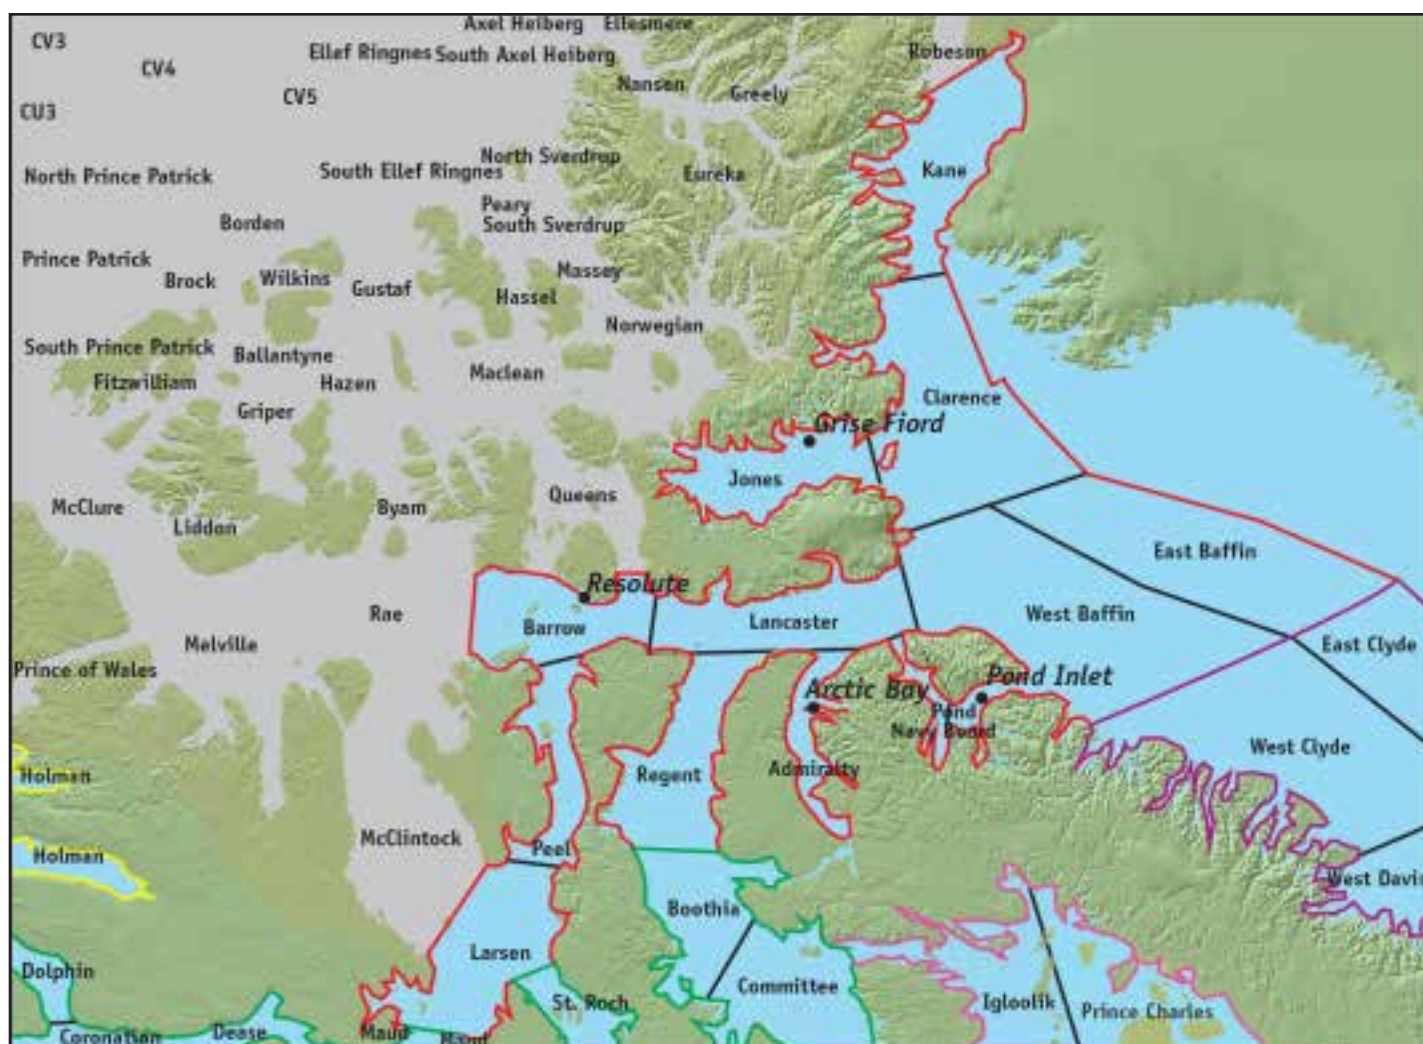 Axel Heiberg
Ellesmere
CV3
Ellef Ringnes
South Axel Heiberg
Robeson
CV4
Nansen
Greely
CV5
CU3
North Sverdrup
South Ellef Ringnes
Eureka
Kane
North Prince Patrick
Peary
Borden
South Sverdrup
Prince Patrick
Massey
Brock
Wilkins
Gustaf
Hassel
Norwegian
South Prince Patrick
Ballantyne
Fitzwilliam
Hazen
Maclean
Clarence
Griper
Grise Fiord
Jones
Queens
McClure
Byam
Liddon
East Baffin
Resolute
Rae
Barrow
Lancaster
West Baffin
Melville
East Clyde
Prince of Wales
Pond Inlet
Arctic Bay
Pond
Navy Board
West Clyde
Holman
Regent
Admiralty
McClintock
Holman
Peel
West Davis
Boothia
Larsen
Dolphin
Committee
St. Roch
Igloolik
Prince Charles
Coronation
Dease
Maud